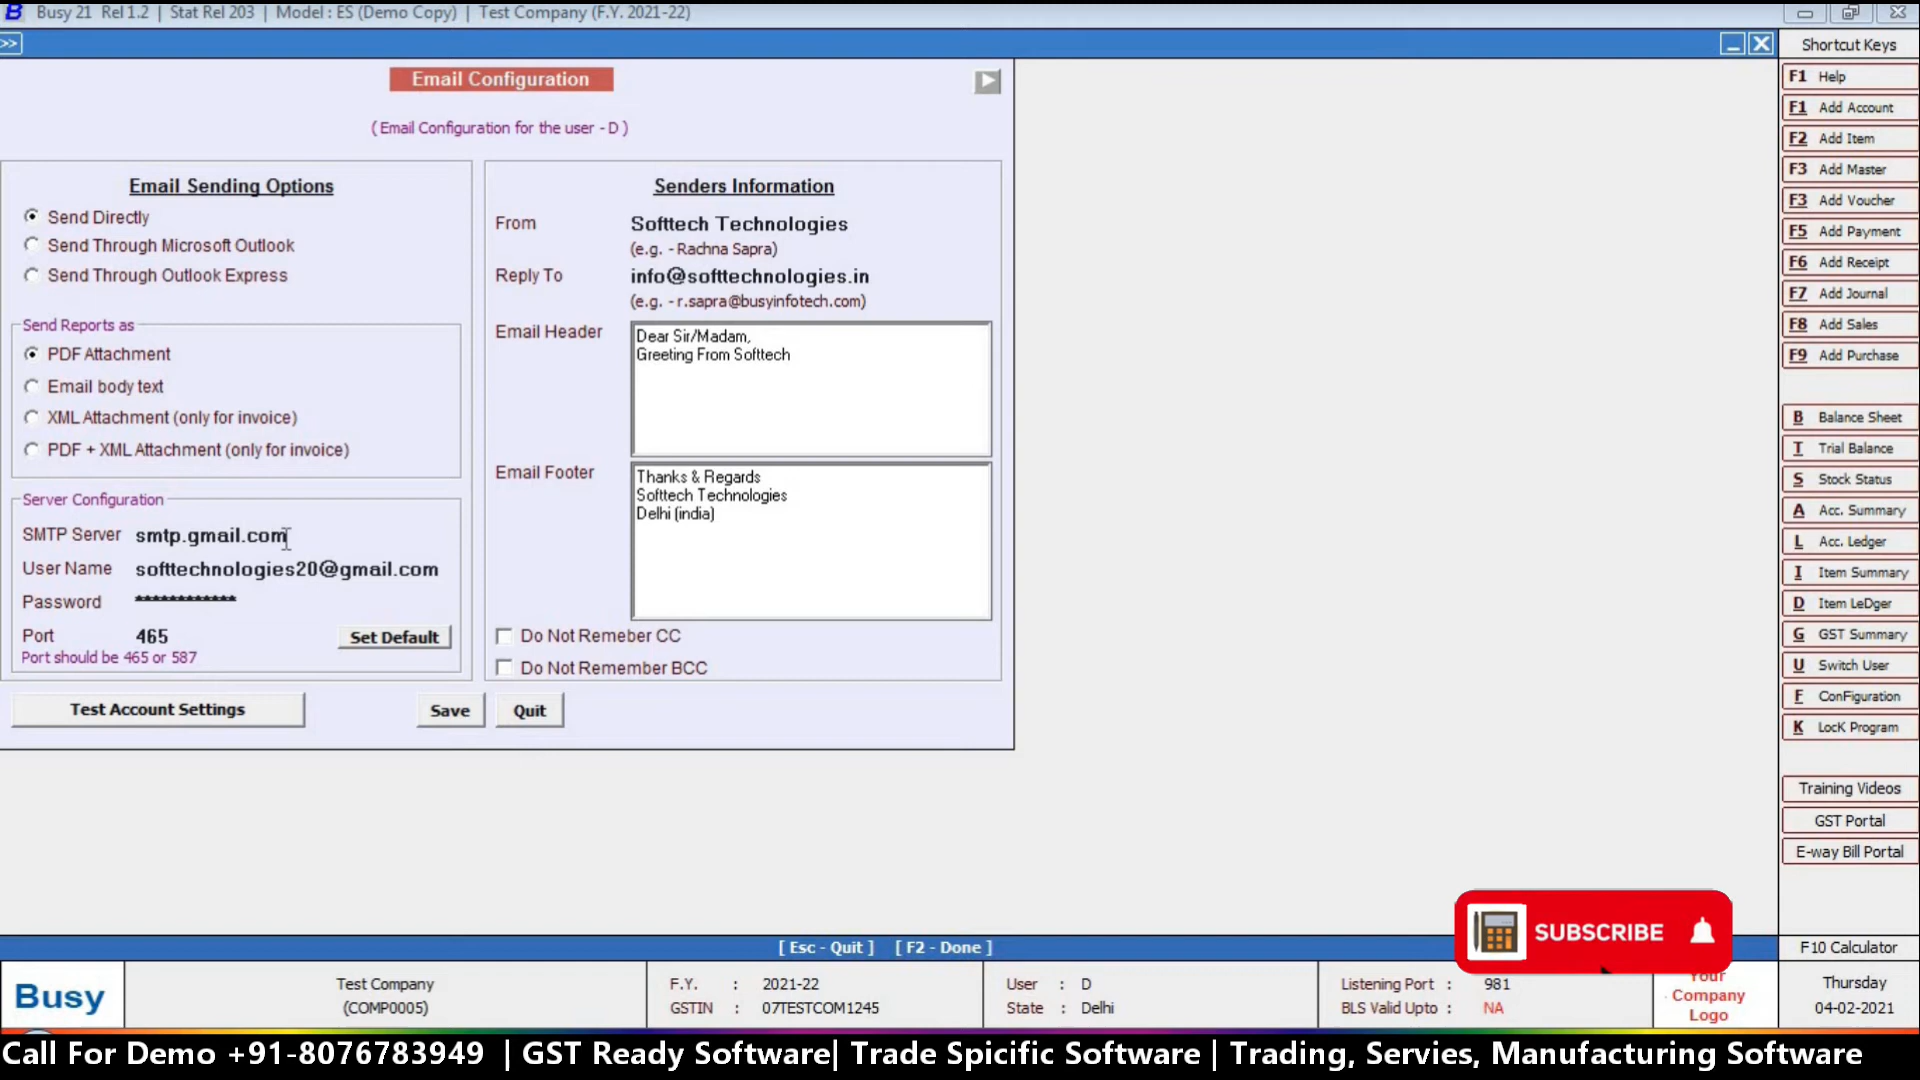 B Busy 21 Rel 1.2 | Stat Rel 203 | Model : ES (Demo Copy) | Test Company (F.Y. 2021-22)
>>
Email Configuration
( Email Configuration for the user - D )
Email Sending Options
Send Directly
Send Through Microsoft Outlook
Send Through Outlook Express
Send Reports as
PDF Attachment
Email body text
XML Attachment (only for invoice)
PDF + XML Attachment (only for invoice)
Server Configuration
SMTP Server smtp.gmail.com
User Name softtechnologies20@gmail.com
Password ************
Port 465
Set Default
Port should be 465 or 587
Senders Information
From Softtech Technologies
(e.g. - Rachna Sapra)
Reply To info@softtechnologies.in
(e.g. - r.sapra@busyinfotech.com)
Email Header
Dear Sir/Madam,
Greeting From Softtech
Email Footer
Thanks & Regards
Softtech Technologies
Delhi (india)
Do Not Remeber CC
Do Not Remember BCC
Test Account Settings
Save
Quit
Shortcut Keys
F1 Help
F1 Add Account
F2 Add Item
F3 Add Master
F3 Add Voucher
F5 Add Payment
F6 Add Receipt
F7 Add Journal
F8 Add Sales
F9 Add Purchase
B Balance Sheet
T Trial Balance
S Stock Status
A Acc. Summary
L Acc. Ledger
I Item Summary
D Item LeDger
G GST Summary
U Switch User
F ConFiguration
K LocK Program
Training Videos
GST Portal
E-way Bill Portal
SUBSCRIBE
[ Esc - Quit ] [ F2 - Done ]
F10 Calculator
Busy
Test Company
(COMP0005)
F.Y. : 2021-22
GSTIN : 07TESTCOM1245
User : D
State : Delhi
Listening Port : 981
BLS Valid Upto : NA
Your
Company
Logo
Thursday
04-02-2021
Call For Demo +91-8076783949 | GST Ready Software| Trade Spicific Software | Trading, Servies, Manufacturing Software